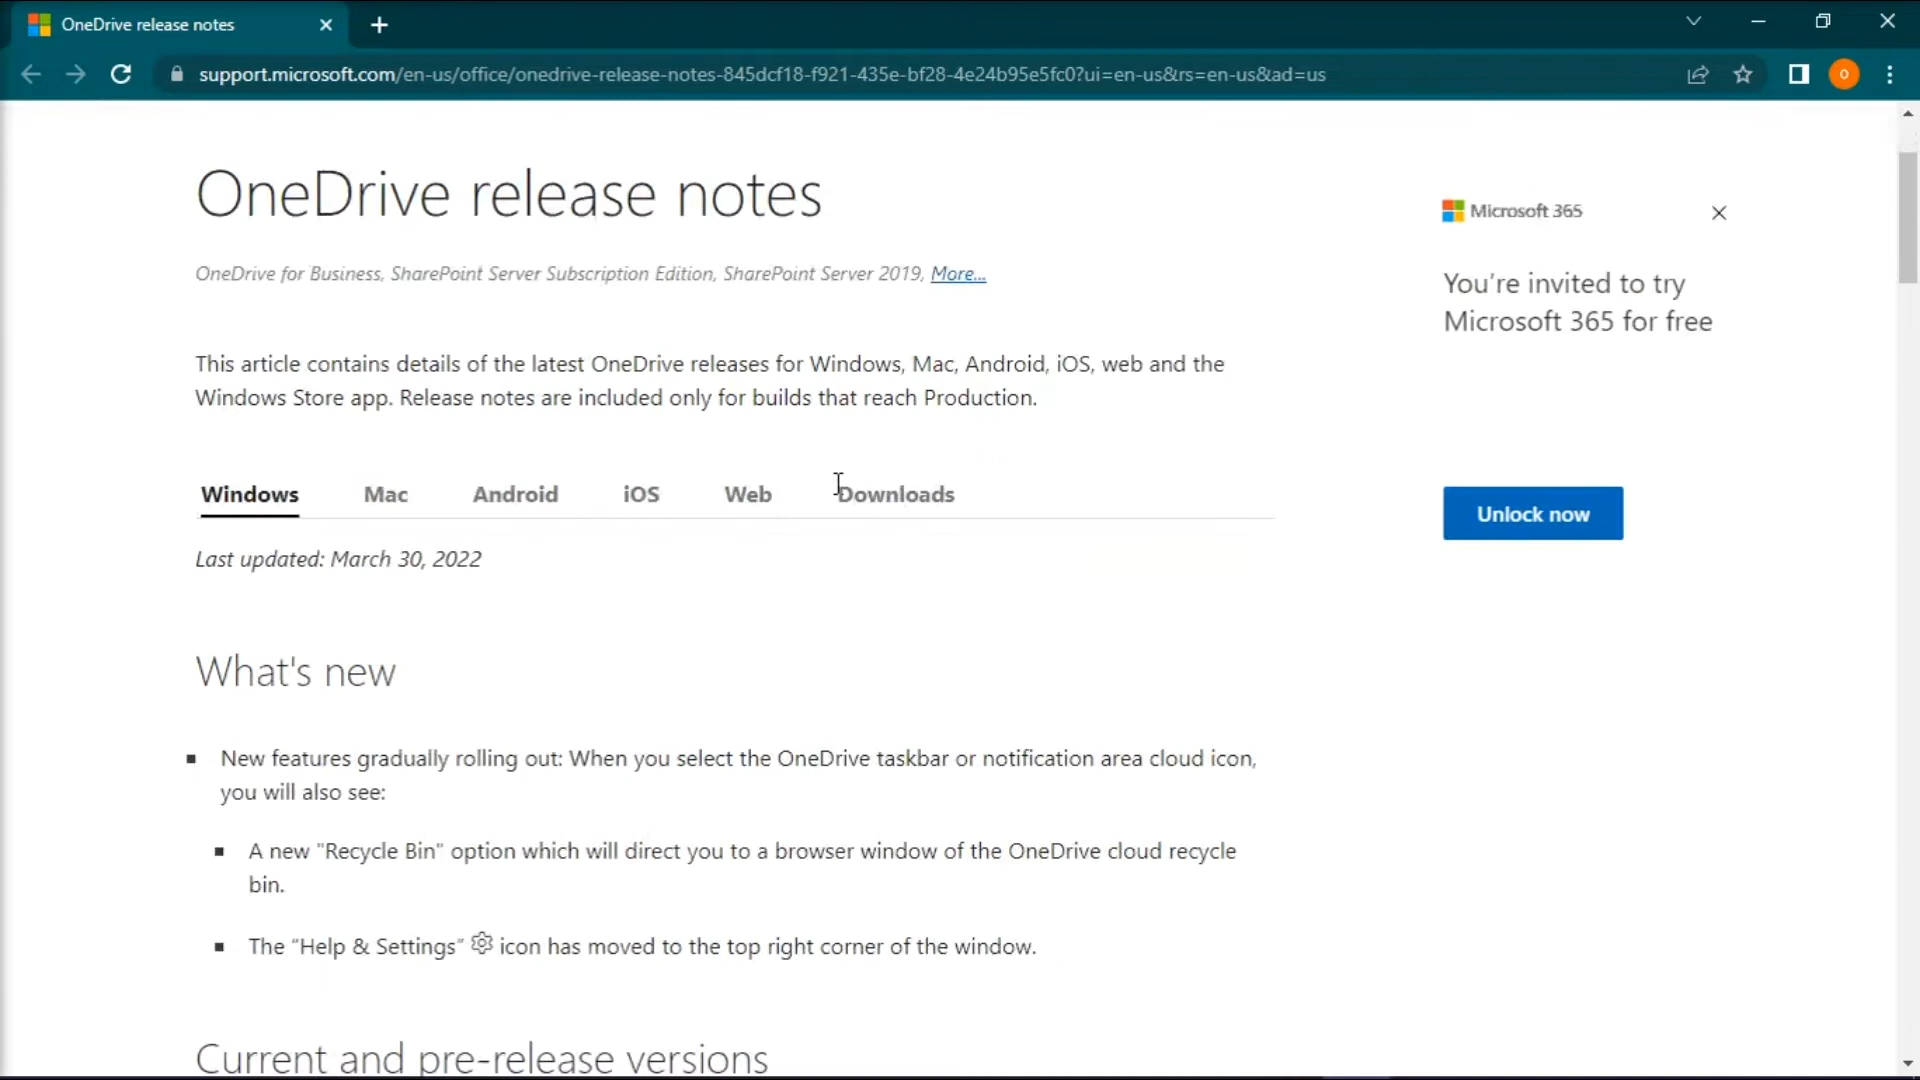 OneDrive release notes
support.microsoft.com/en-us/office/onedrive-release-notes-845dcf18-f921-435e-bf28-4e24b95e5fc0?ui=en-us&rs=en-us&ad=us
O
OneDrive release notes
Microsoft 365
OneDrive for Business, SharePoint Server Subscription Edition, SharePoint Server 2019, More...
You're invited to try
Microsoft 365 for free
This article contains details of the latest OneDrive releases for Windows, Mac, Android, iOS, web and the
Windows Store app. Release notes are included only for builds that reach Production.
Windows Mac Android iOS Web Downloads
Unlock now
Last updated: March 30, 2022
What's new
New features gradually rolling out: When you select the OneDrive taskbar or notification area cloud icon,
you will also see:
A new "Recycle Bin" option which will direct you to a browser window of the OneDrive cloud recycle
bin.
The “Help & Settings” icon has moved to the top right corner of the window.
Current and pre-release versions